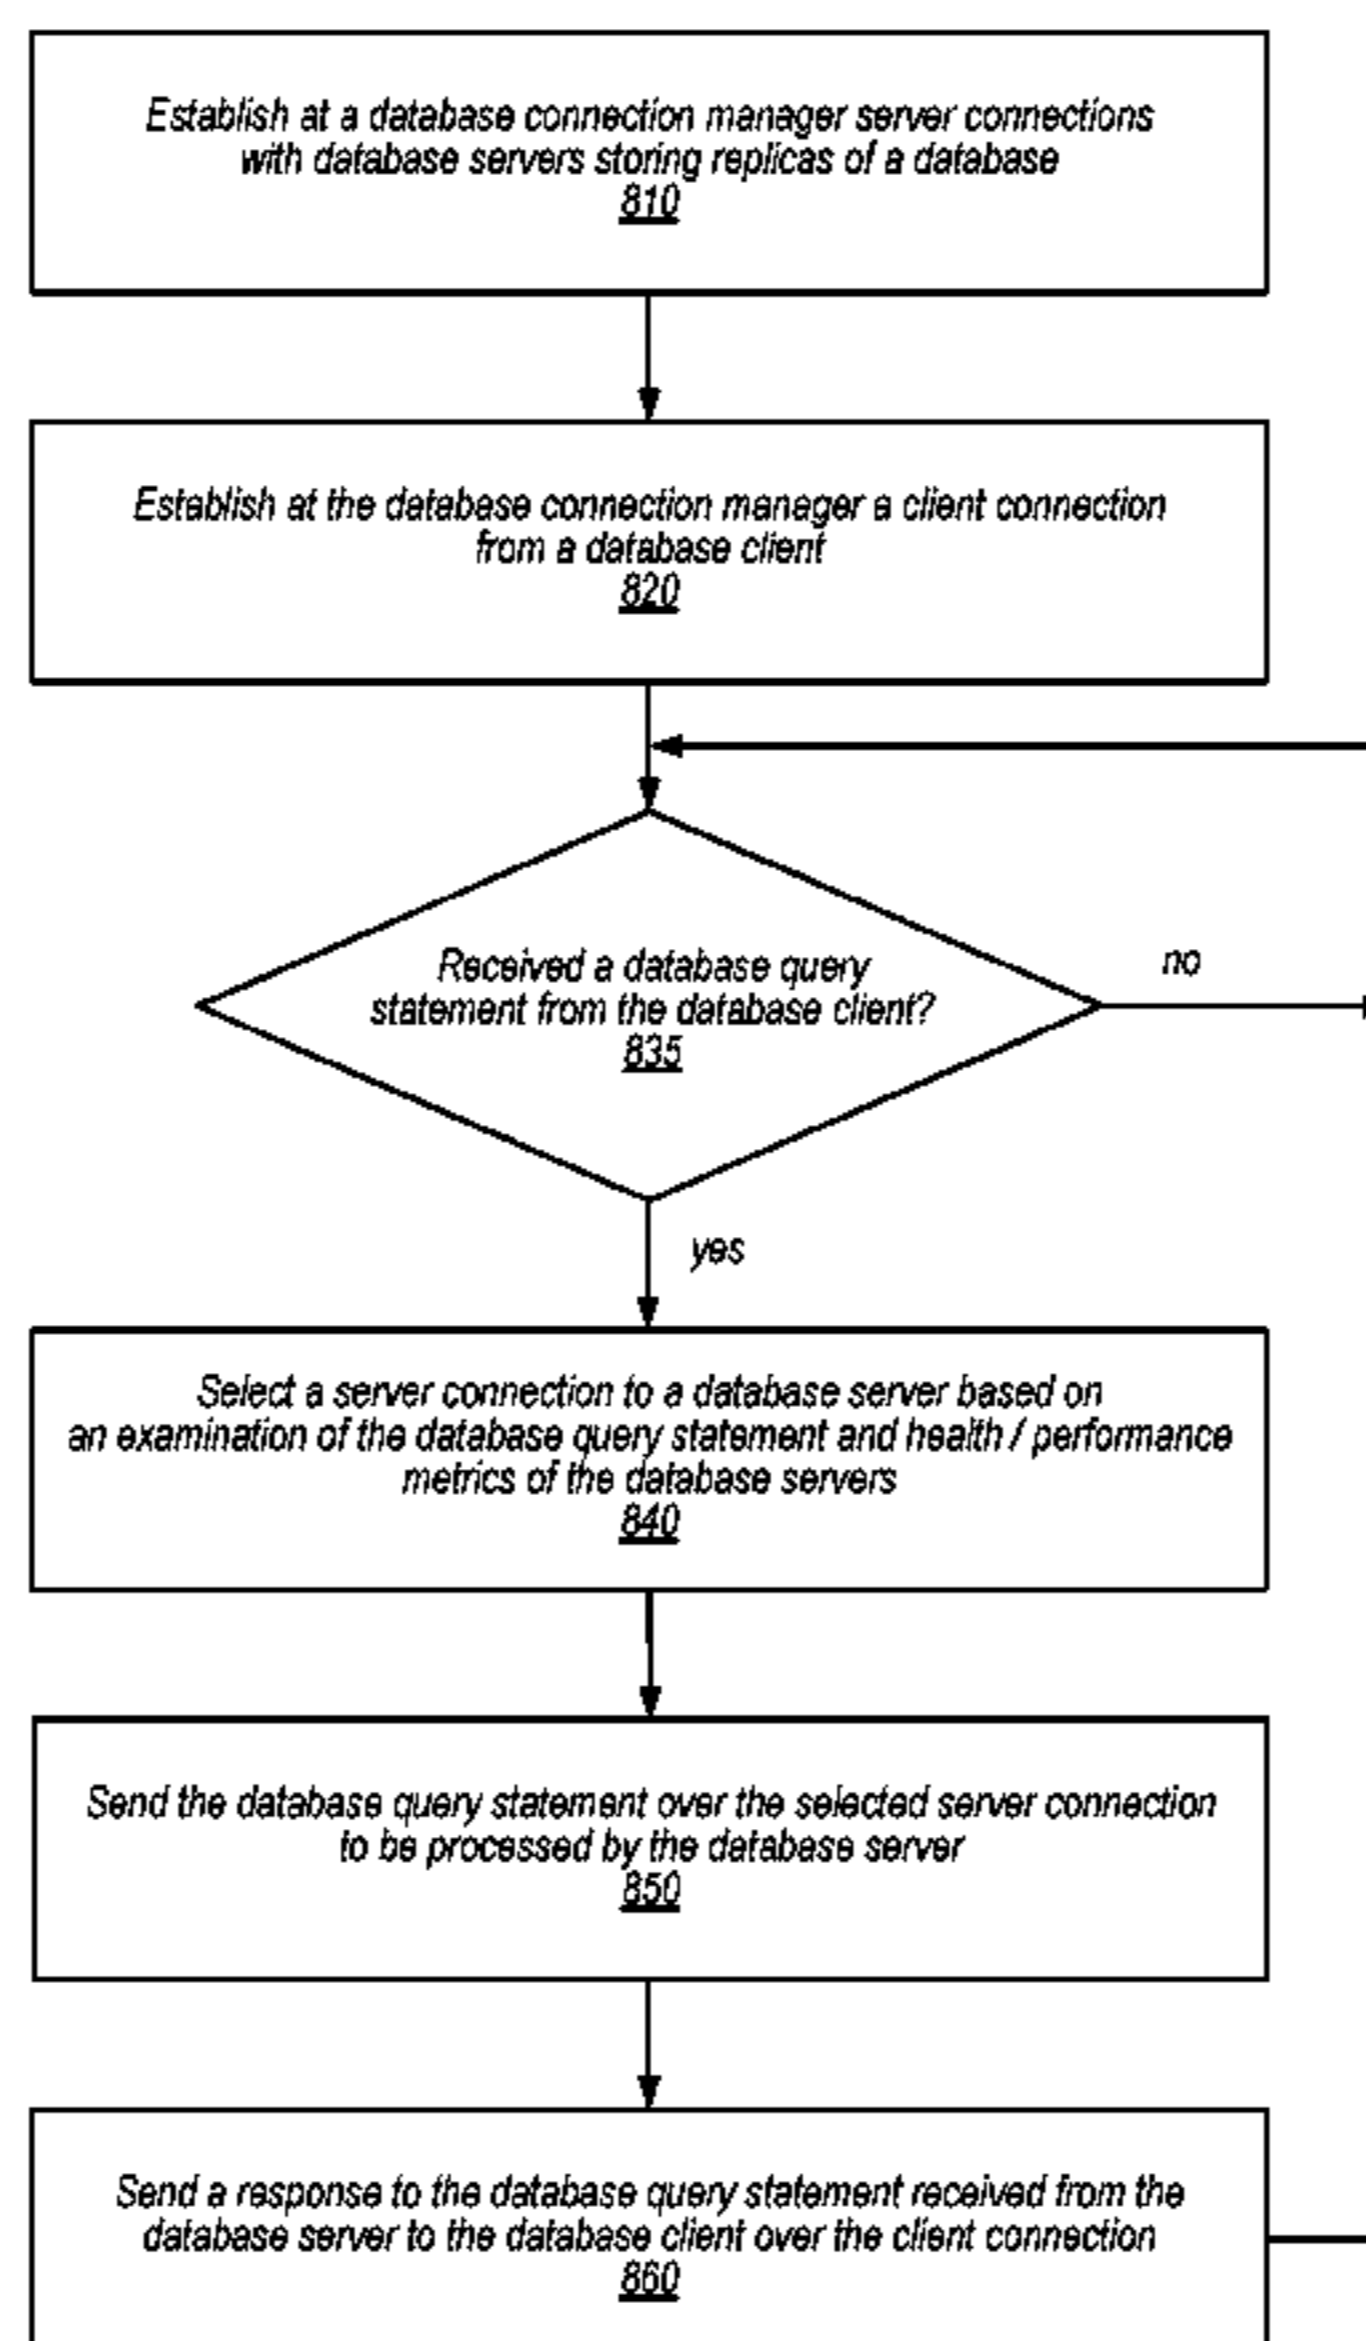 Establish at a database connection manager server connections
with database servers storing replicas of a database
810
Establish at the database connection manager a client connection
from a database client
820
Received a database query
statement from the database client?
835
no
yes
Select a server connection to a database server based on
an examination of the database query statement and health / performance
metrics of the database servers
840
Send the database query statement over the selected server connection
to be processed by the database server
850
Send a response to the database query statement received from the
database server to the database client over the client connection
860